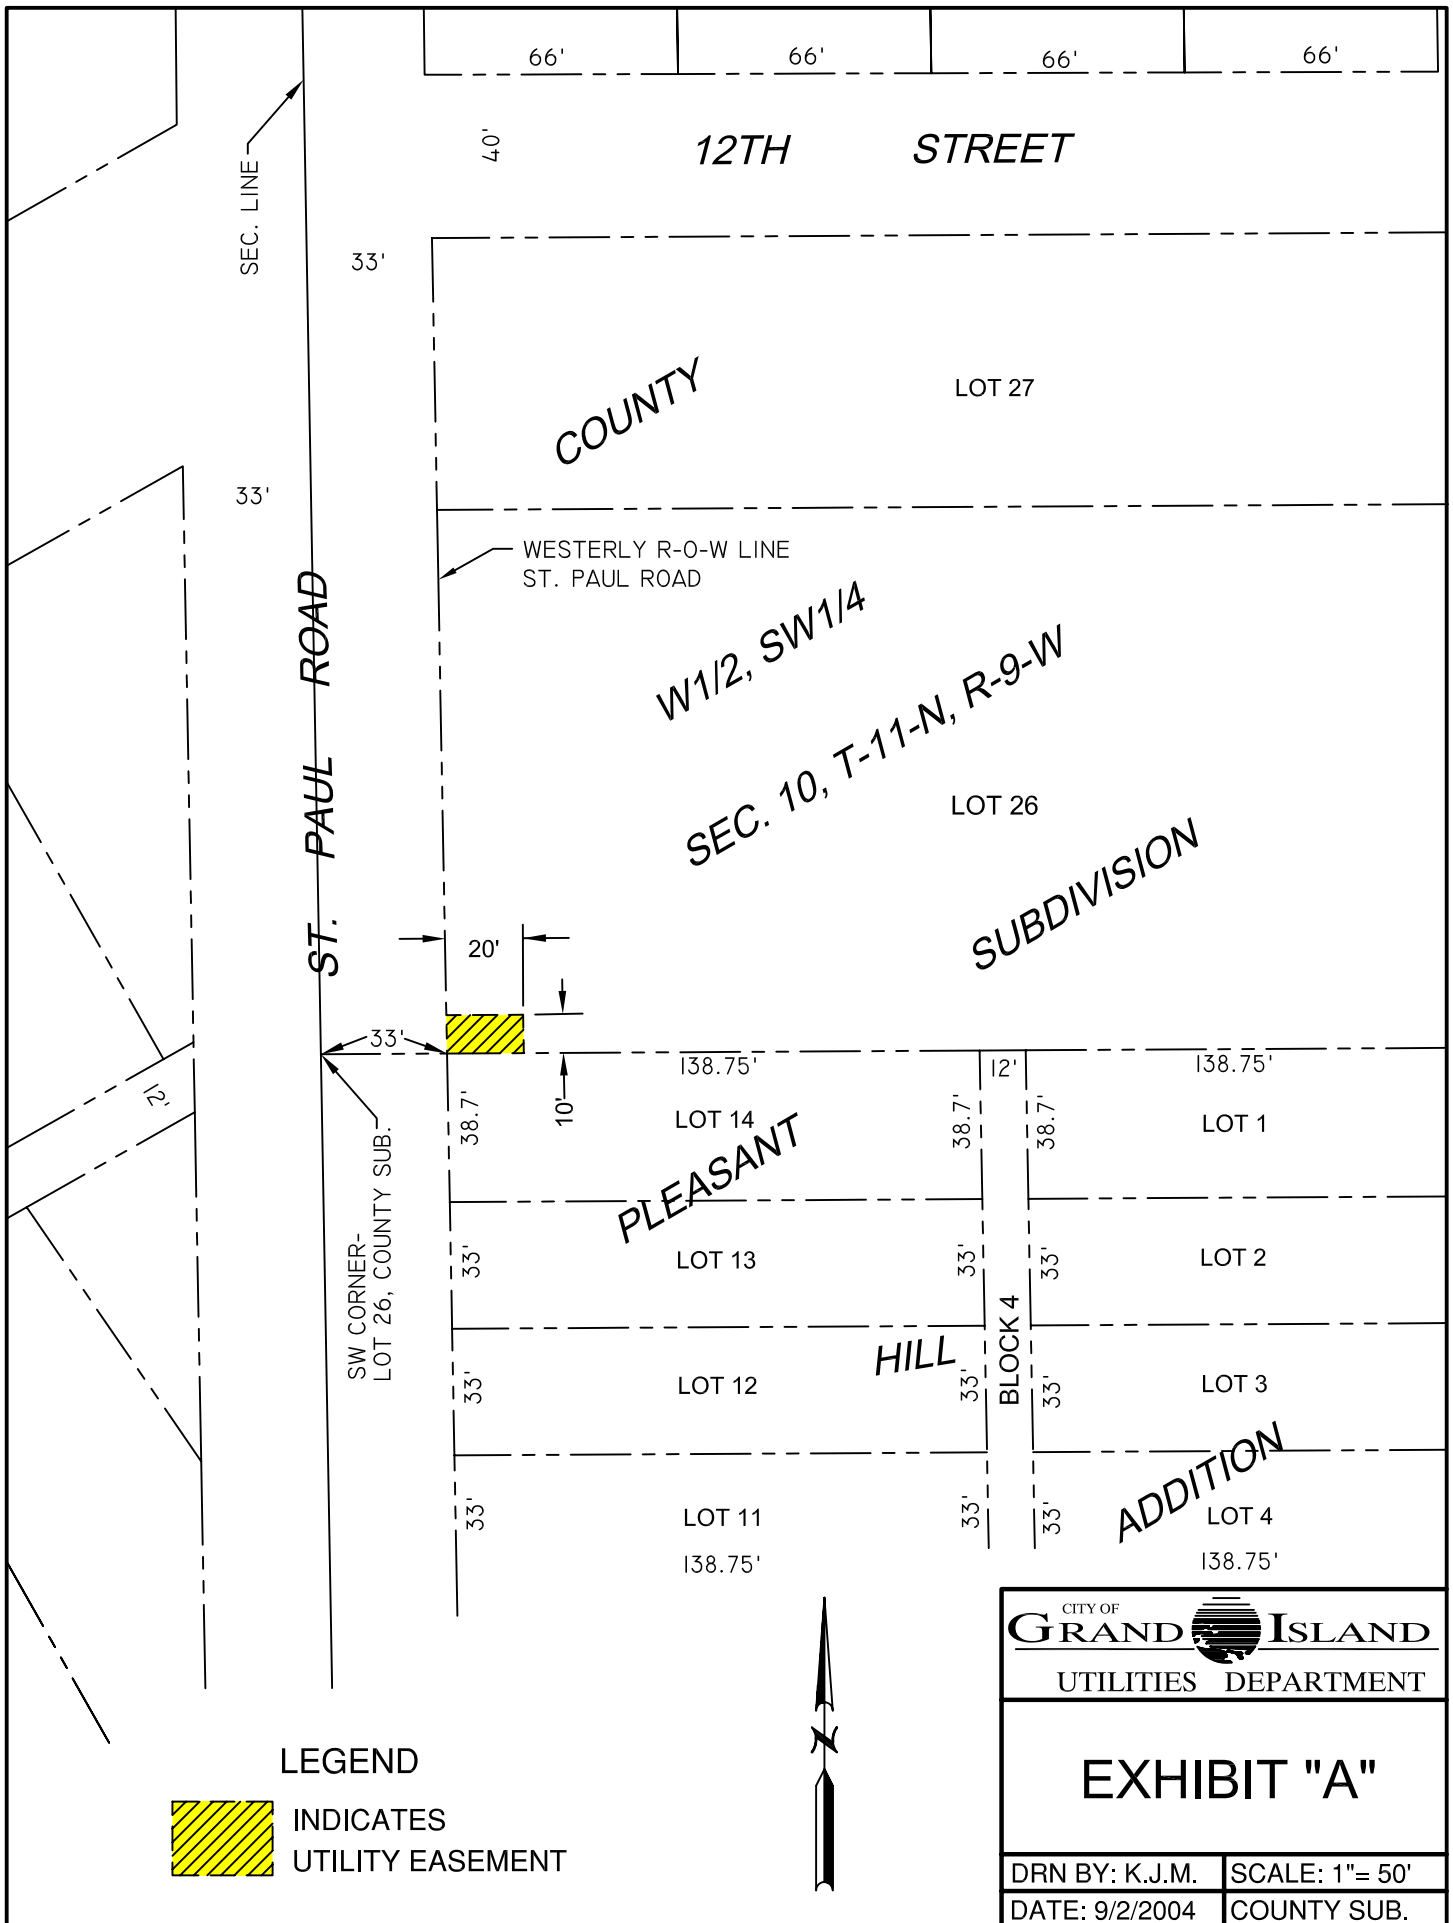 66'
66'
66'
66'
40'
12TH STREET
SEC. LINE
33'
COUNTY
LOT 27
33'
WESTERLY R-O-W LINE
ST. PAUL ROAD
ST. PAUL ROAD
W1/2, SW1/4
SEC. 10, T-11-N, R-9-W
LOT 26
SUBDIVISION
20'
33'
10'
12'
SW CORNER-
LOT 26, COUNTY SUB.
138.75'
12'
138.75'
38.7'
LOT 14
38.7'
38.7'
LOT 1
PLEASANT
33'
LOT 13
33'
33'
LOT 2
HILL
BLOCK 4
33'
LOT 12
33'
33'
LOT 3
ADDITION
33'
LOT 11
33'
33'
LOT 4
138.75'
138.75'
N
LEGEND
INDICATES
UTILITY EASEMENT
CITY OF
GRAND ISLAND
UTILITIES DEPARTMENT
EXHIBIT "A"
DRN BY: K.J.M.
SCALE: 1"= 50'
DATE: 9/2/2004
COUNTY SUB.